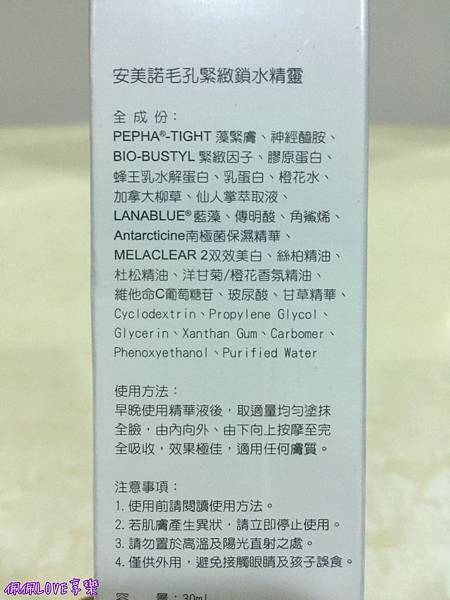 安美諾毛孔緊緻鎖水精靈
全成份：
PEPHA®-TIGHT 藻緊膚、神經醯胺、
BIO-BUSTYL 緊緻因子、膠原蛋白、
蜂王乳水解蛋白、乳蛋白、橙花水、
加拿大柳草、仙人掌萃取液、
LANABLUE® 藍藻、傳明酸、角鯊烯、
Antarcticine南極菌保濕精華、
MELACLEAR 2双效美白、絲柏精油、
杜松精油、洋甘菊/橙花香氛精油、
維他命C葡萄糖苷、玻尿酸、甘草精華、
Cyclodextrin、Propylene Glycol、
Glycerin、Xanthan Gum、Carbomer、
Phenoxyethanol、Purified Water
使用方法：
早晚使用精華液後，取適量均勻塗抹
全臉，由內向外、由下向上按摩至完
全吸收，效果極佳，適用任何膚質。
注意事項：
1. 使用前請閱讀使用方法。
2. 若肌膚產生異狀，請立即停止使用。
3. 請勿置於高溫及陽光直射之處。
4. 僅供外用，避免接觸眼睛及孩子誤食。
容　量：30ml
佩佩LOVE享樂